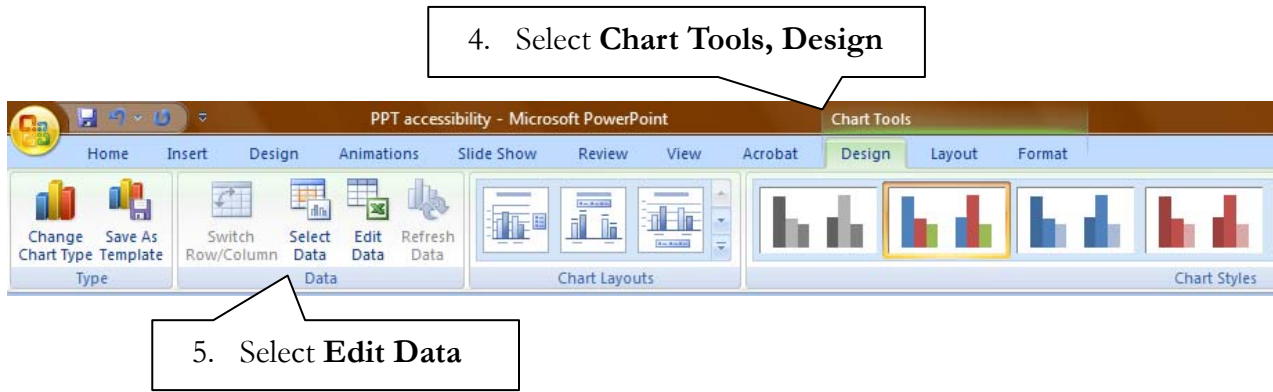 4. Select Chart Tools, Design
PPT accessibility - Microsoft PowerPoint
Chart Tools
Home Insert Design Animations Slide Show Review View Acrobat Design Layout Format
Change Save As Switch Select Edit Refresh
Chart Type Template Row/Column Data Data Data
Type Data Chart Layouts Chart Styles
5. Select Edit Data